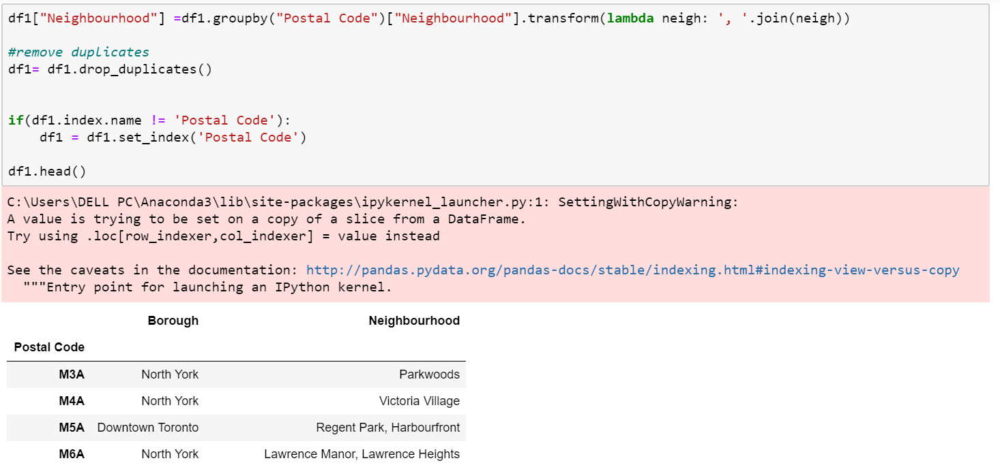 df1["Neighbourhood"] =df1.groupby("Postal Code")["Neighbourhood"].transform(lambda neigh: ', '.join(neigh))
#remove duplicates
df1= df1.drop_duplicates()
if(df1.index.name != 'Postal Code'):
    df1 = df1.set_index('Postal Code')
df1.head()
C:\Users\DELL PC\Anaconda3\lib\site-packages\ipykernel_launcher.py:1: SettingWithCopyWarning:
A value is trying to be set on a copy of a slice from a DataFrame.
Try using .loc[row_indexer,col_indexer] = value instead
See the caveats in the documentation: http://pandas.pydata.org/pandas-docs/stable/indexing.html#indexing-view-versus-copy
  """Entry point for launching an IPython kernel.
Borough Neighbourhood
Postal Code
M3A North York Parkwoods
M4A North York Victoria Village
M5A Downtown Toronto Regent Park, Harbourfront
M6A North York Lawrence Manor, Lawrence Heights